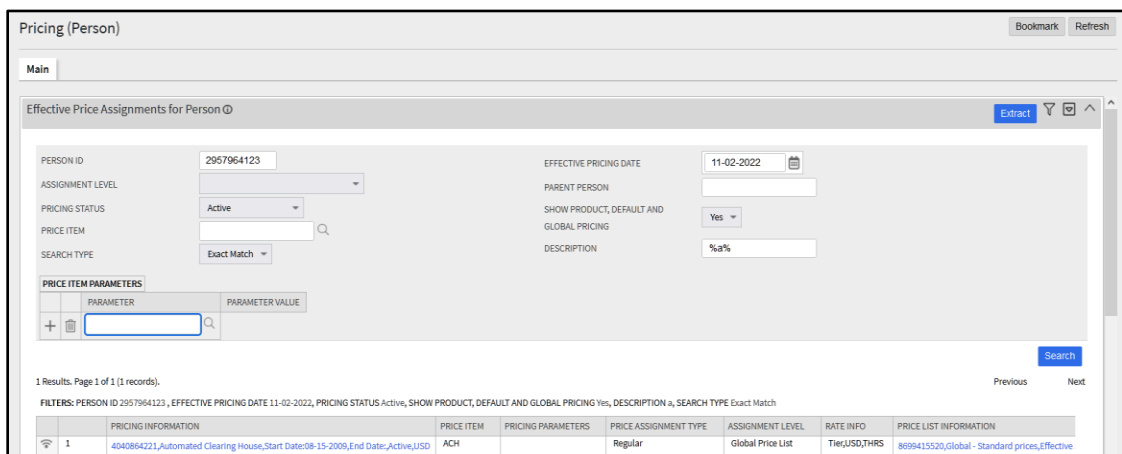 Pricing (Person)
Bookmark Refresh
Main
Effective Price Assignments for Person
Extract
PERSON ID 2957964123 EFFECTIVE PRICING DATE 11-02-2022
ASSIGNMENT LEVEL PARENT PERSON
PRICING STATUS Active SHOW PRODUCT, DEFAULT AND GLOBAL PRICING Yes
PRICE ITEM
SEARCH TYPE Exact Match DESCRIPTION %a%
PRICE ITEM PARAMETERS
PARAMETER PARAMETER VALUE
Search
1 Results. Page 1 of 1 (1 records). Previous Next
FILTERS: PERSON ID 2957964123 , EFFECTIVE PRICING DATE 11-02-2022, PRICING STATUS Active, SHOW PRODUCT, DEFAULT AND GLOBAL PRICING Yes, DESCRIPTION a, SEARCH TYPE Exact Match
PRICING INFORMATION PRICE ITEM PRICING PARAMETERS PRICE ASSIGNMENT TYPE ASSIGNMENT LEVEL RATE INFO PRICE LIST INFORMATION
1 4040864221,Automated Clearing House,Start Date:08-15-2009,End Date:,Active,USD ACH Regular Global Price List Tier,USD,THRS 8699415520,Global - Standard prices,Effective